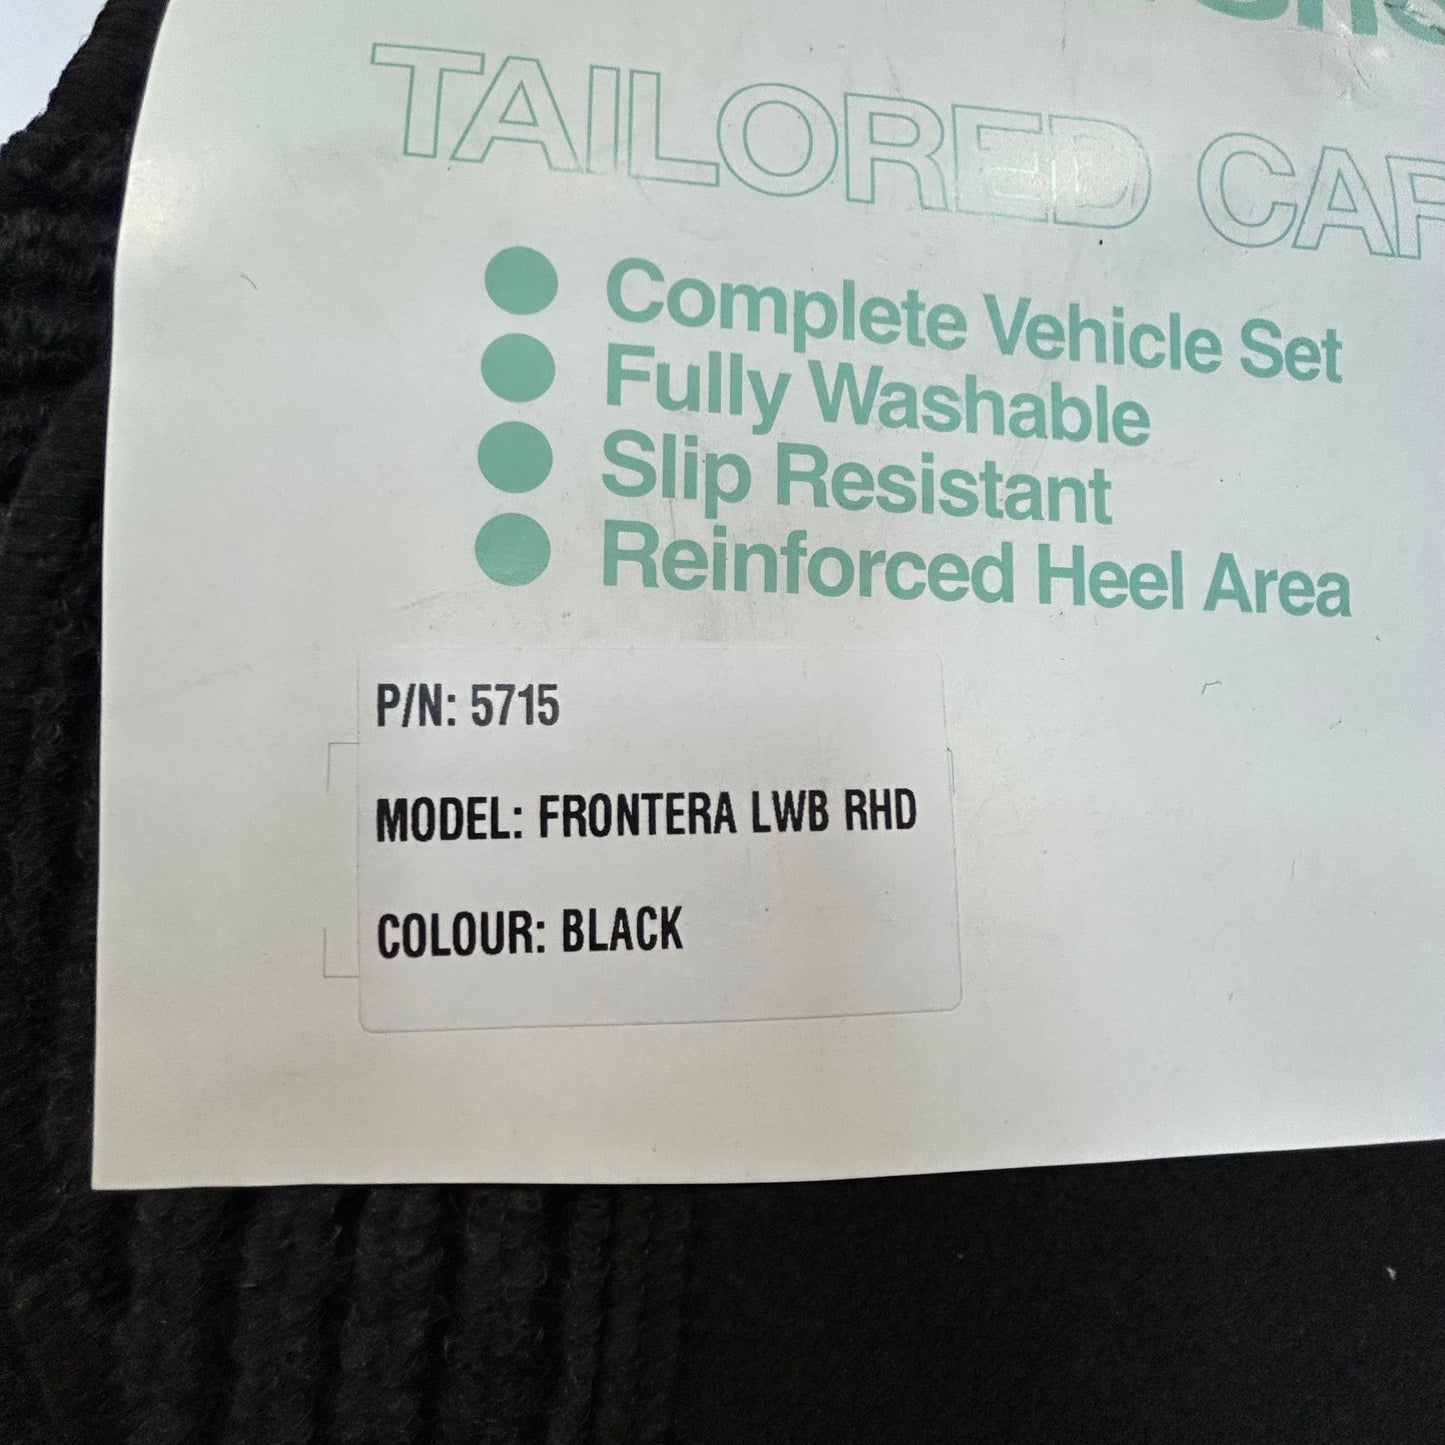 TAILORED CAR
Complete Vehicle Set
Fully Washable
Slip Resistant
Reinforced Heel Area
P/N: 5715
MODEL: FRONTERA LWB RHD
COLOUR: BLACK